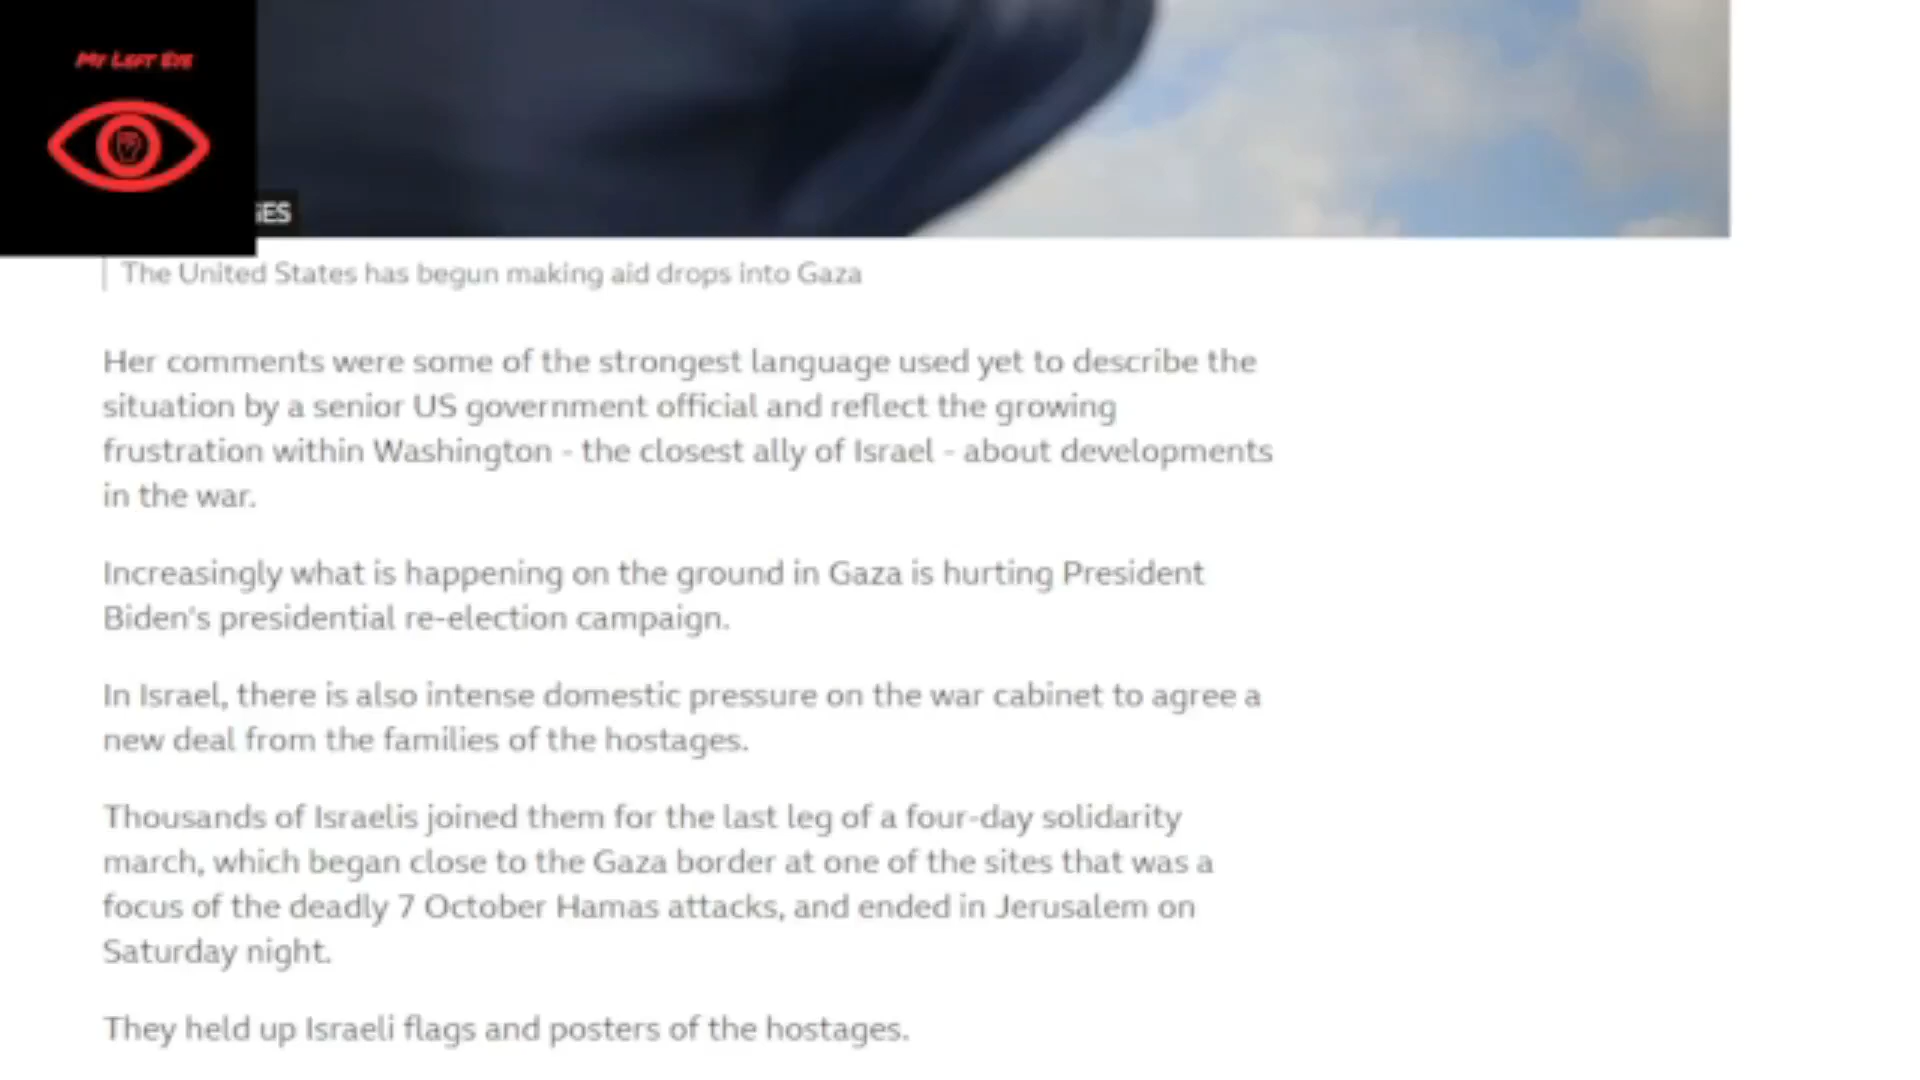 My Left Eye
GES
The United States has begun making aid drops into Gaza
Her comments were some of the strongest language used yet to describe the
situation by a senior US government official and reflect the growing
frustration within Washington - the closest ally of Israel - about developments
in the war.
Increasingly what is happening on the ground in Gaza is hurting President
Biden's presidential re-election campaign.
In Israel, there is also intense domestic pressure on the war cabinet to agree a
new deal from the families of the hostages.
Thousands of Israelis joined them for the last leg of a four-day solidarity
march, which began close to the Gaza border at one of the sites that was a
focus of the deadly 7 October Hamas attacks, and ended in Jerusalem on
Saturday night.
They held up Israeli flags and posters of the hostages.